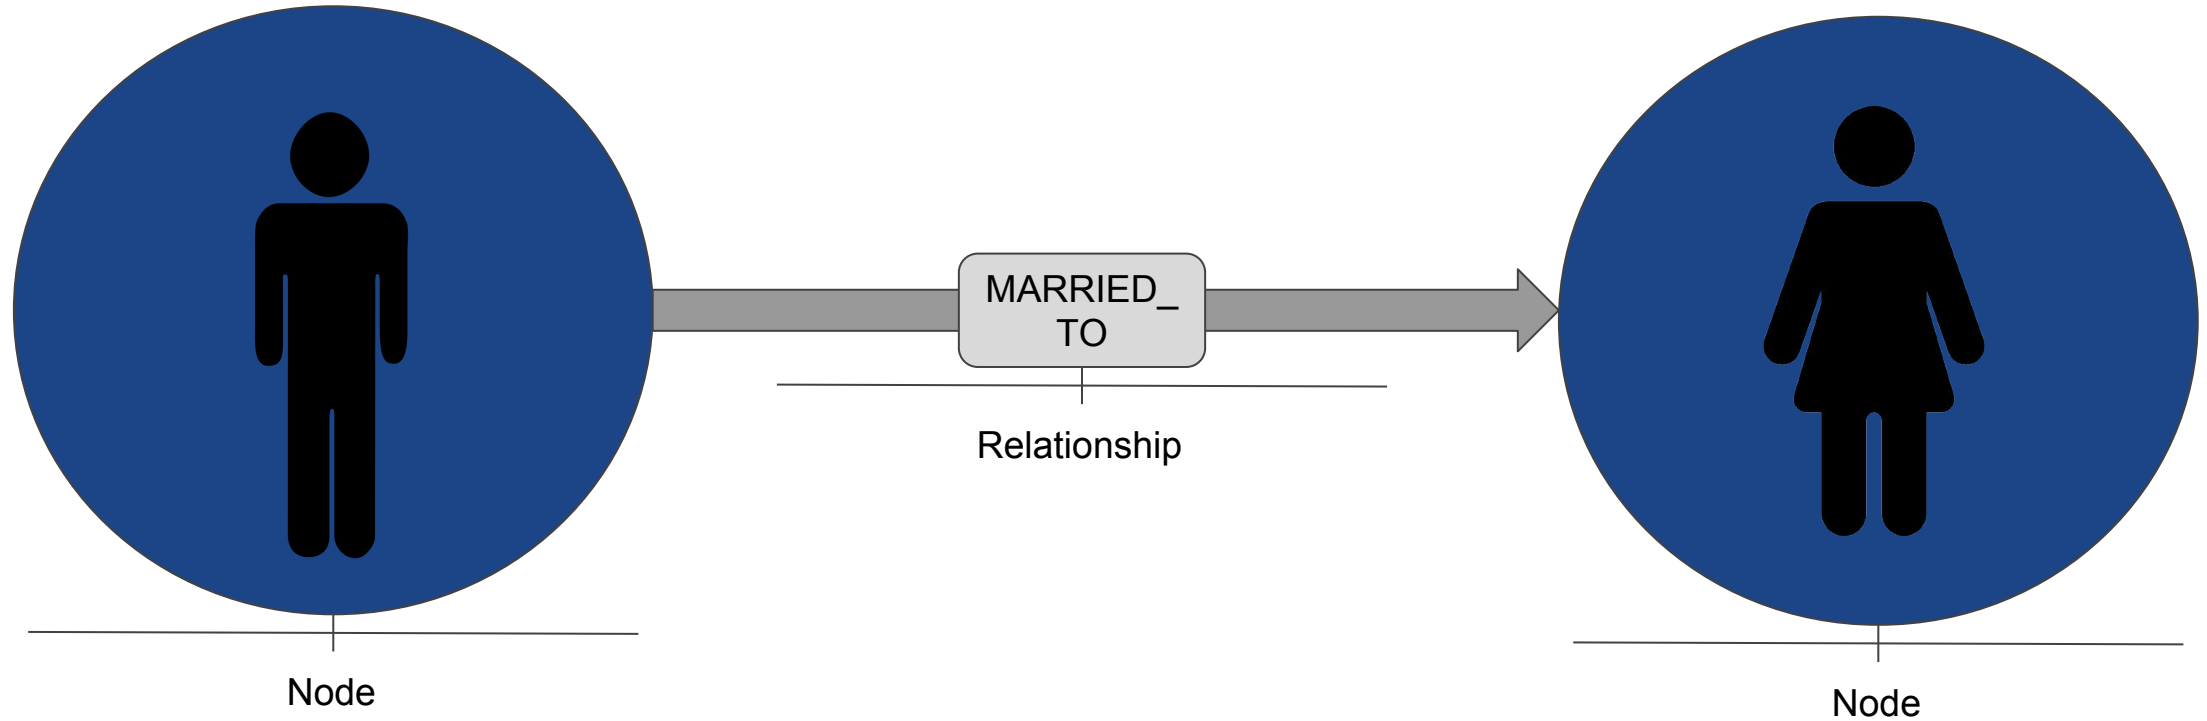 MARRIED_
TO
Relationship
Node
Node